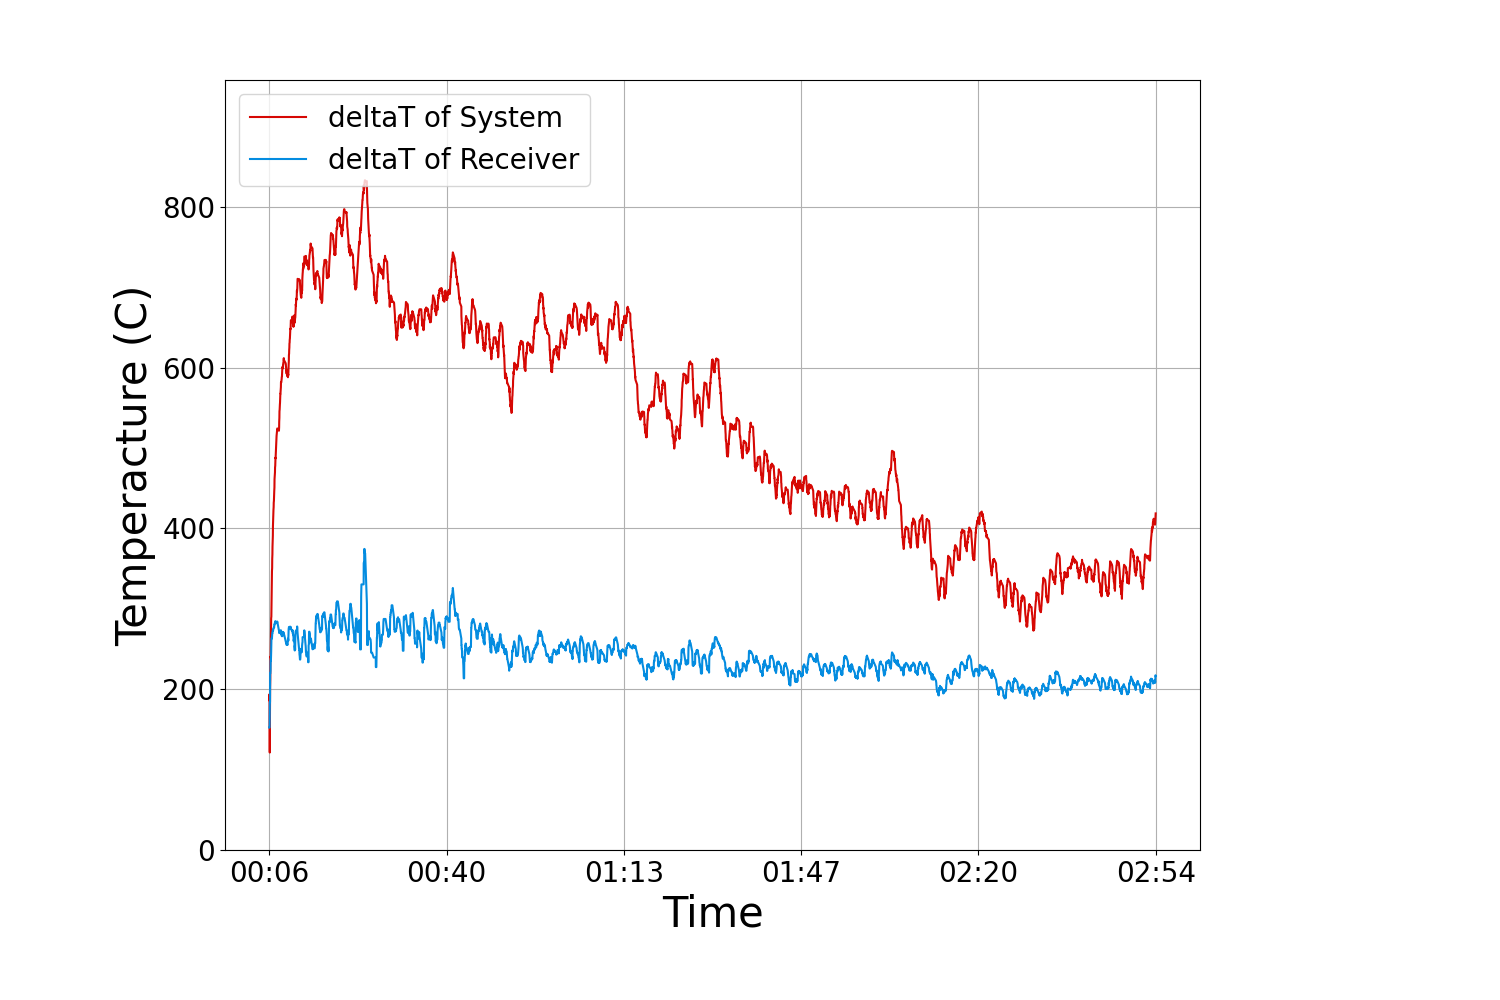 deltaT of System
deltaT of Receiver
800
600
400
200
0
Temperacture (C)
00:06 00:40 01:13 01:47 02:20 02:54
Time